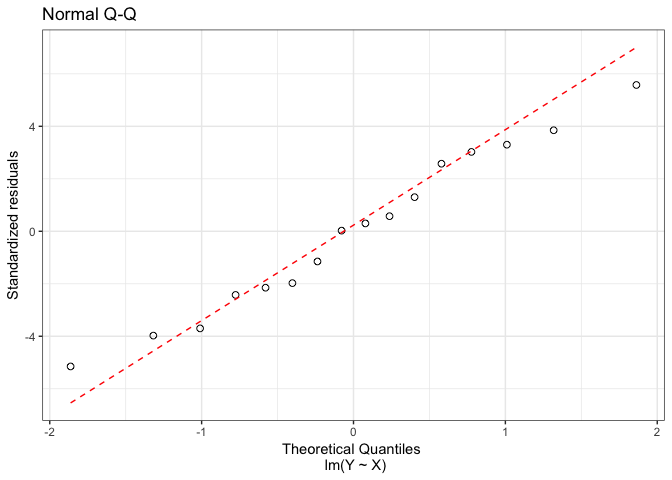 Normal Q-Q
Standardized residuals
4
0
-4
-2
-1
0
1
2
Theoretical Quantiles
lm(Y ~ X)